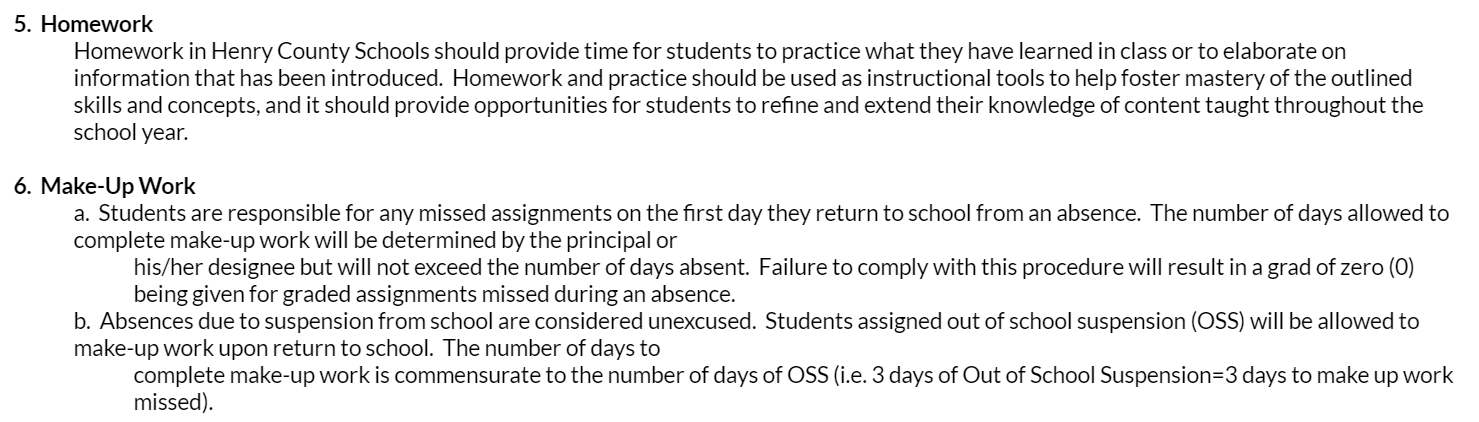 5. Homework
Homework in Henry County Schools should provide time for students to practice what they have learned in class or to elaborate on
information that has been introduced. Homework and practice should be used as instructional tools to help foster mastery of the outlined
skills and concepts, and it should provide opportunities for students to refine and extend their knowledge of content taught throughout the
school year.
6. Make-Up Work
a. Students are responsible for any missed assignments on the first day they return to school from an absence. The number of days allowed to
complete make-up work will be determined by the principal or
his/her designee but will not exceed the number of days absent. Failure to comply with this procedure will result in a grad of zero (0)
being given for graded assignments missed during an absence.
b. Absences due to suspension from school are considered unexcused. Students assigned out of school suspension (OSS) will be allowed to
make-up work upon return to school. The number of days to
complete make-up work is commensurate to the number of days of OSS (i.e. 3 days of Out of School Suspension=3 days to make up work
missed).